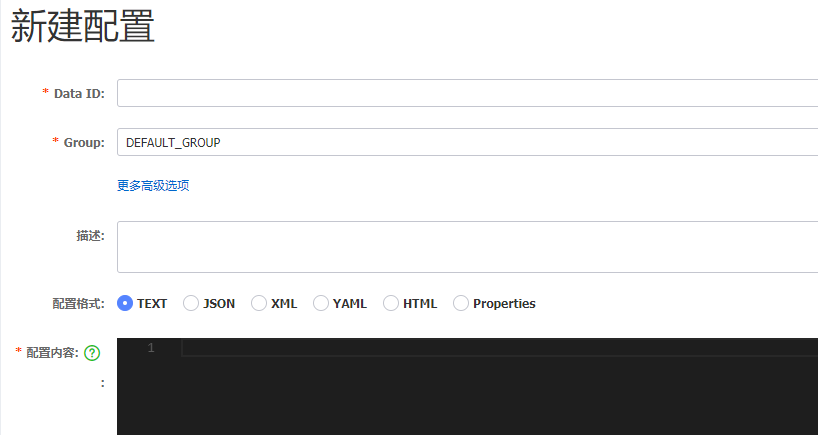 新建配置
* Data ID:
* Group: DEFAULT_GROUP
更多高级选项
描述:
配置格式: TEXT JSON XML YAML HTML Properties
* 配置内容: ? 1
: